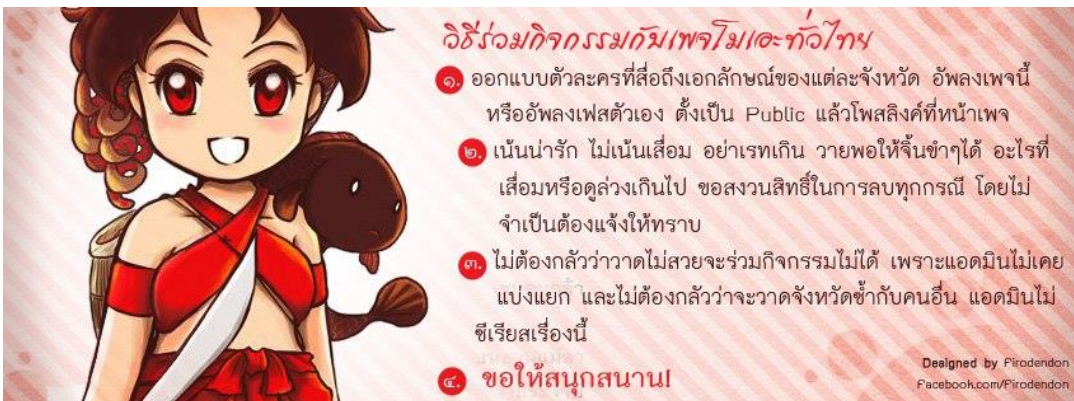 วิธีร่วมกิจกรรมกับเพจโมเอะทั่วไทย
๑. ออกแบบตัวละครที่สื่อถึงเอกลักษณ์ของแต่ละจังหวัด อัพลงเพจนี้
หรืออัพลงเฟสตัวเอง ตั้งเป็น Public แล้วโพสลิงค์ที่หน้าเพจ
๒. เน้นน่ารัก ไม่เน้นเสื่อม อย่าเรทเกิน วายพอให้จิ้นขำๆได้ อะไรที่
เสื่อมหรือดูล่วงเกินไป ขอสงวนสิทธิ์ในการลบทุกกรณี โดยไม่
จำเป็นต้องแจ้งให้ทราบ
๓. ไม่ต้องกลัวว่าวาดไม่สวยจะร่วมกิจกรรมไม่ได้ เพราะแอดมินไม่เคย
แบ่งแยก และไม่ต้องกลัวว่าจะวาดจังหวัดซ้ำกับคนอื่น แอดมินไม่
ซีเรียสเรื่องนี้
๔. ขอให้สนุกสนาน!
Designed by Firodendon
Facebook.com/Firodendon